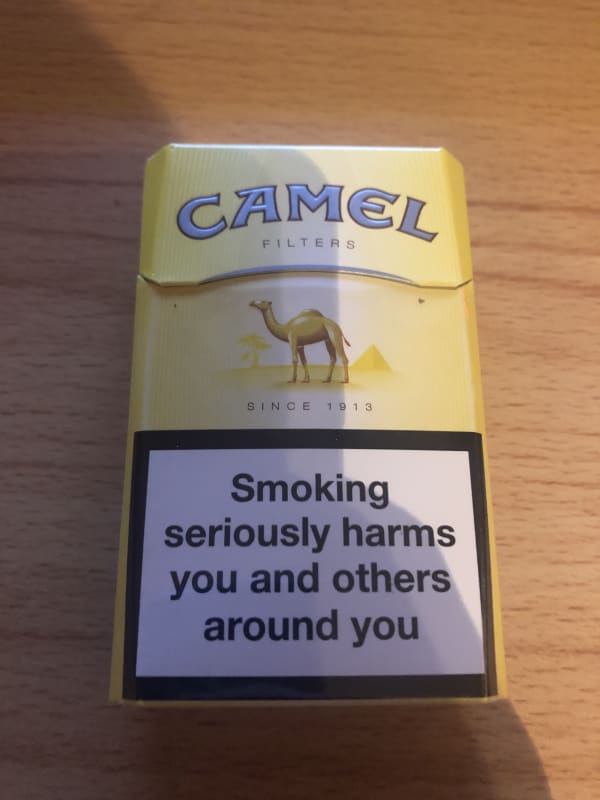 CAMEL
FILTERS
SINCE 1913
Smoking
seriously harms
you and others
around you